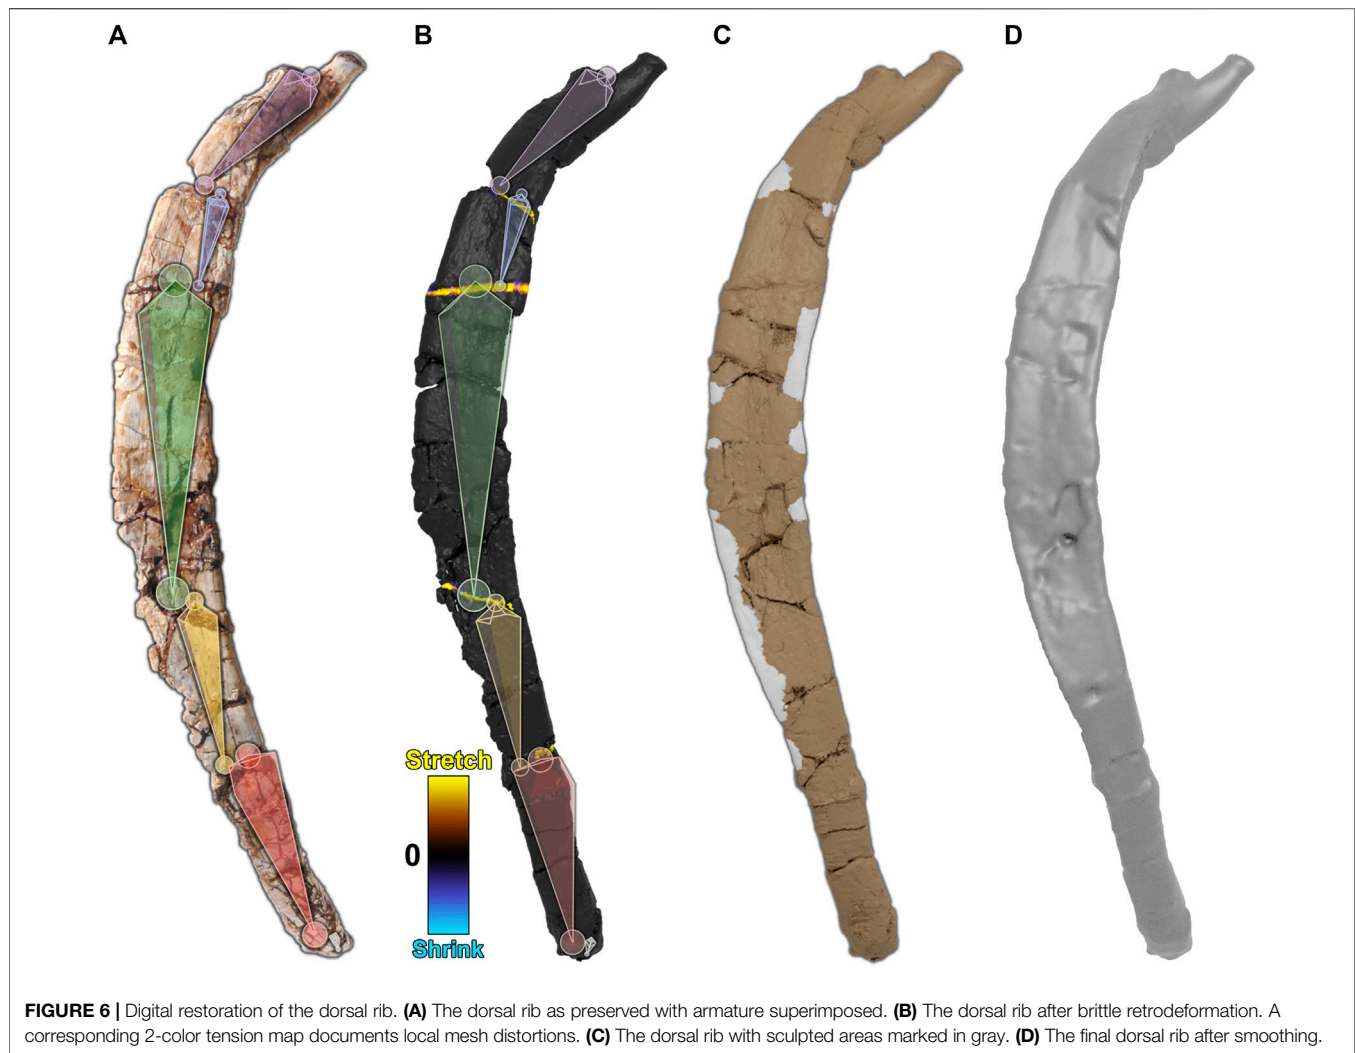 A B C D
Stretch
0
Shrink
FIGURE 6 | Digital restoration of the dorsal rib. (A) The dorsal rib as preserved with armature superimposed. (B) The dorsal rib after brittle retrodeformation. A
corresponding 2-color tension map documents local mesh distortions. (C) The dorsal rib with sculpted areas marked in gray. (D) The final dorsal rib after smoothing.